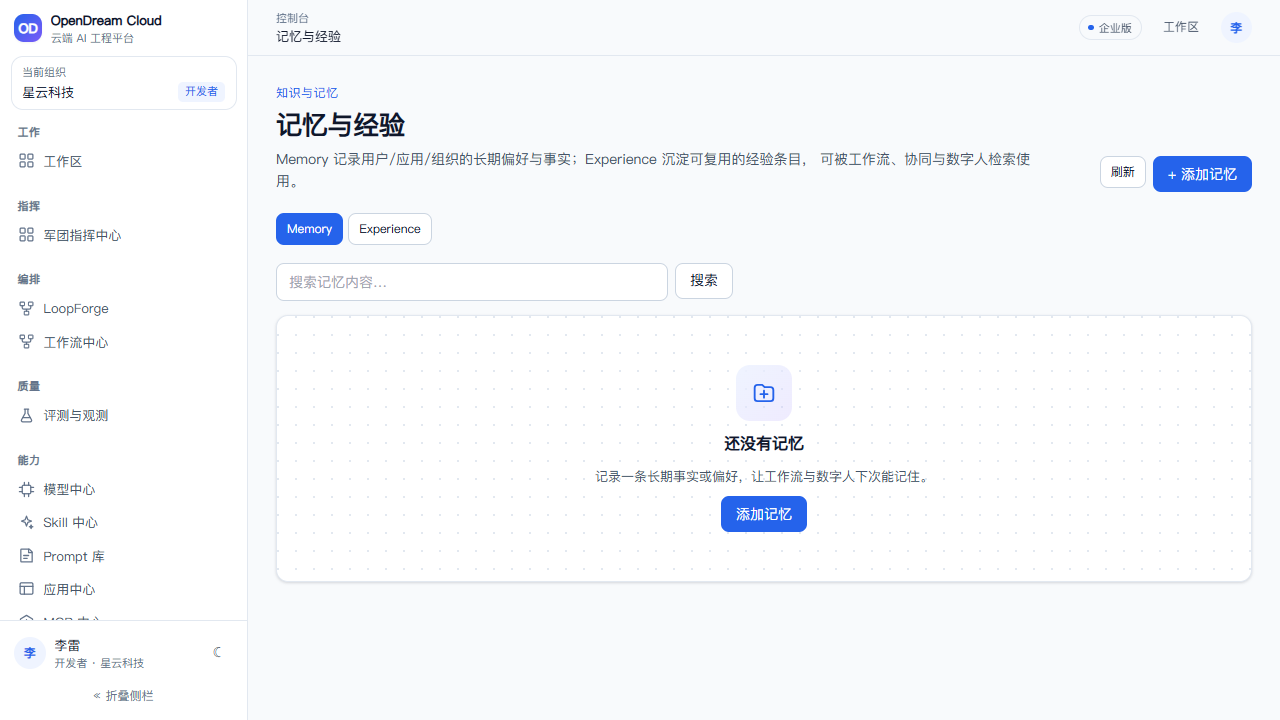 OD
OpenDream Cloud
云端 AI 工程平台
当前组织
星云科技
开发者
工作
工作区
指挥
军团指挥中心
编排
LoopForge
工作流中心
质量
评测与观测
能力
模型中心
Skill 中心
Prompt 库
应用中心
李
李雷
开发者 · 星云科技
« 折叠侧栏
控制台
记忆与经验
企业版
工作区
李
知识与记忆
记忆与经验
Memory 记录用户/应用/组织的长期偏好与事实；Experience 沉淀可复用的经验条目， 可被工作流、协同与数字人检索使
用。
刷新
+ 添加记忆
Memory
Experience
搜索记忆内容...
搜索
还没有记忆
记录一条长期事实或偏好，让工作流与数字人下次能记住。
添加记忆